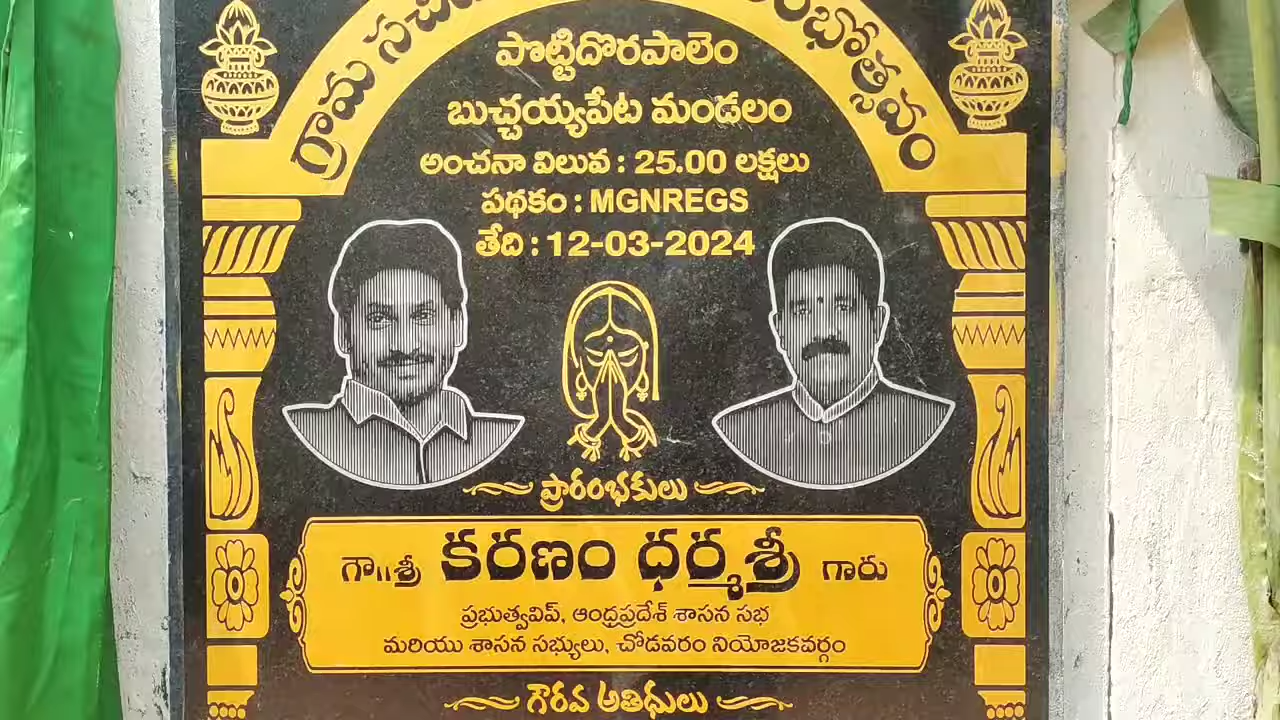 గ్రామ
పొట్టిదొరపాలెం
బుచ్చయ్యపేట మండలం
అంచనా విలువ : 25.00 లక్షలు
పథకం : MGNREGS
తేది : 12-03-2024
ప్రారంభకులు
గౌ౹౹శ్రీ కరణం ధర్మశ్రీ గారు
ప్రభుత్వవిప్, ఆంధ్రప్రదేశ్ శాసన సభ
మరియు శాసన సభ్యులు, చోడవరం నియోజకవర్గం
గౌరవ అతిధులు